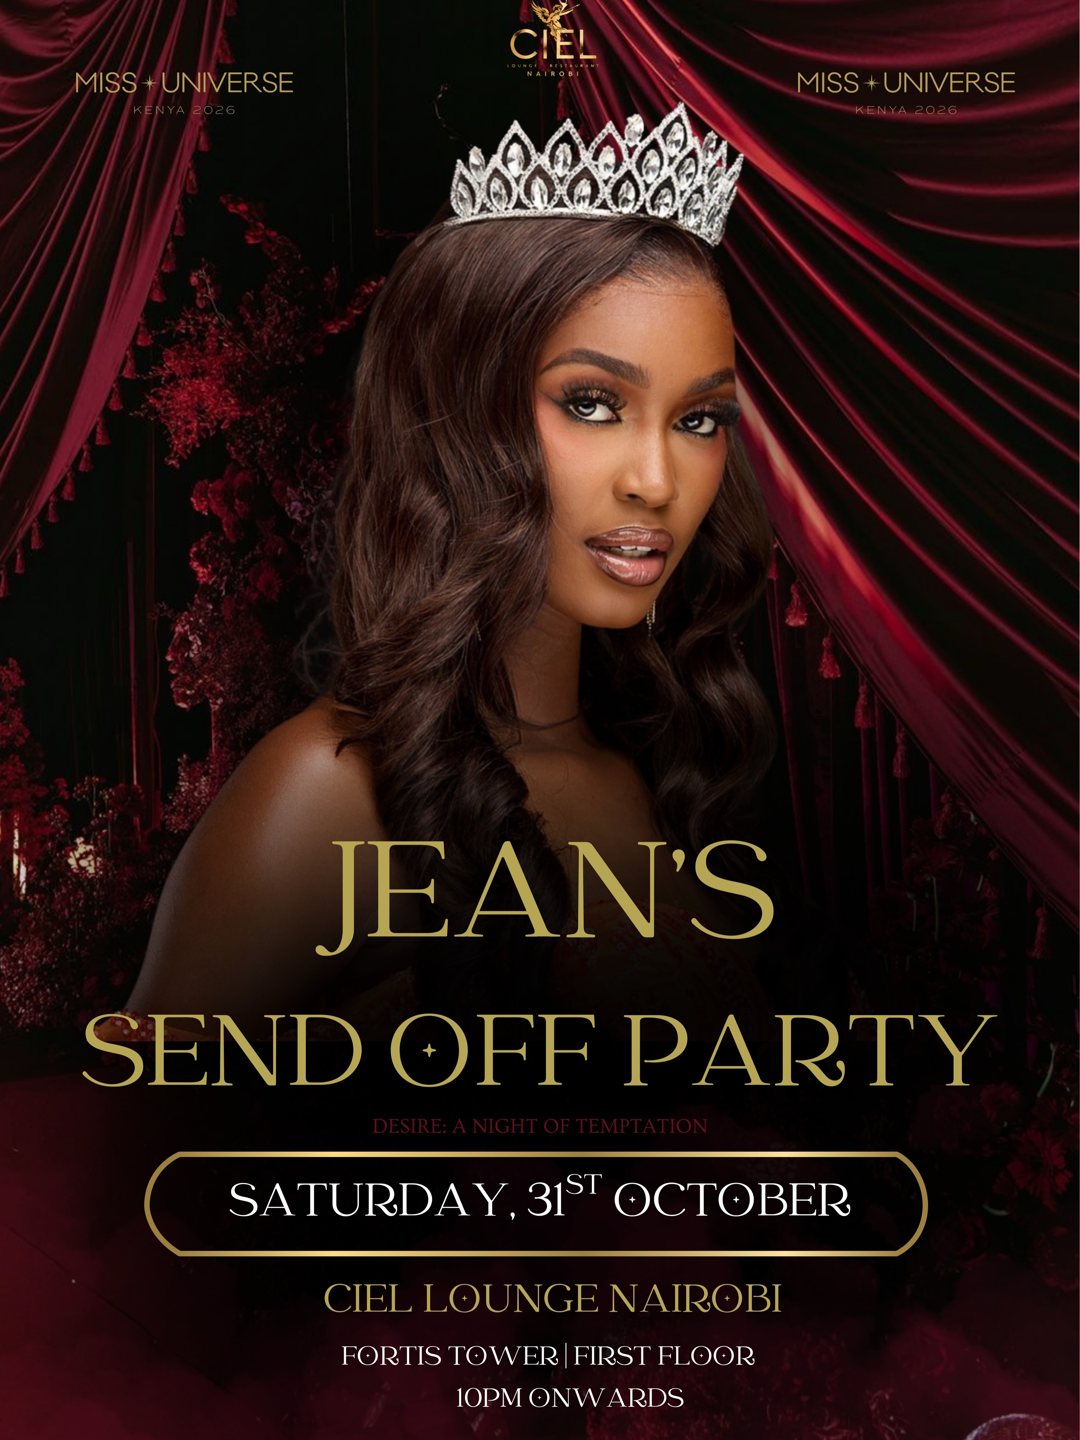 CIEL
LOUNGE RESTAURANT
NAIROBI
MISS UNIVERSE
KENYA 2026
MISS UNIVERSE
KENYA 2026
JEAN'S
SEND OFF PARTY
DESIRE: A NIGHT OF TEMPTATION
SATURDAY, 31ST OCTOBER
CIEL LOUNGE NAIROBI
FORTIS TOWER|FIRST FLOOR
10PM ONWARDS